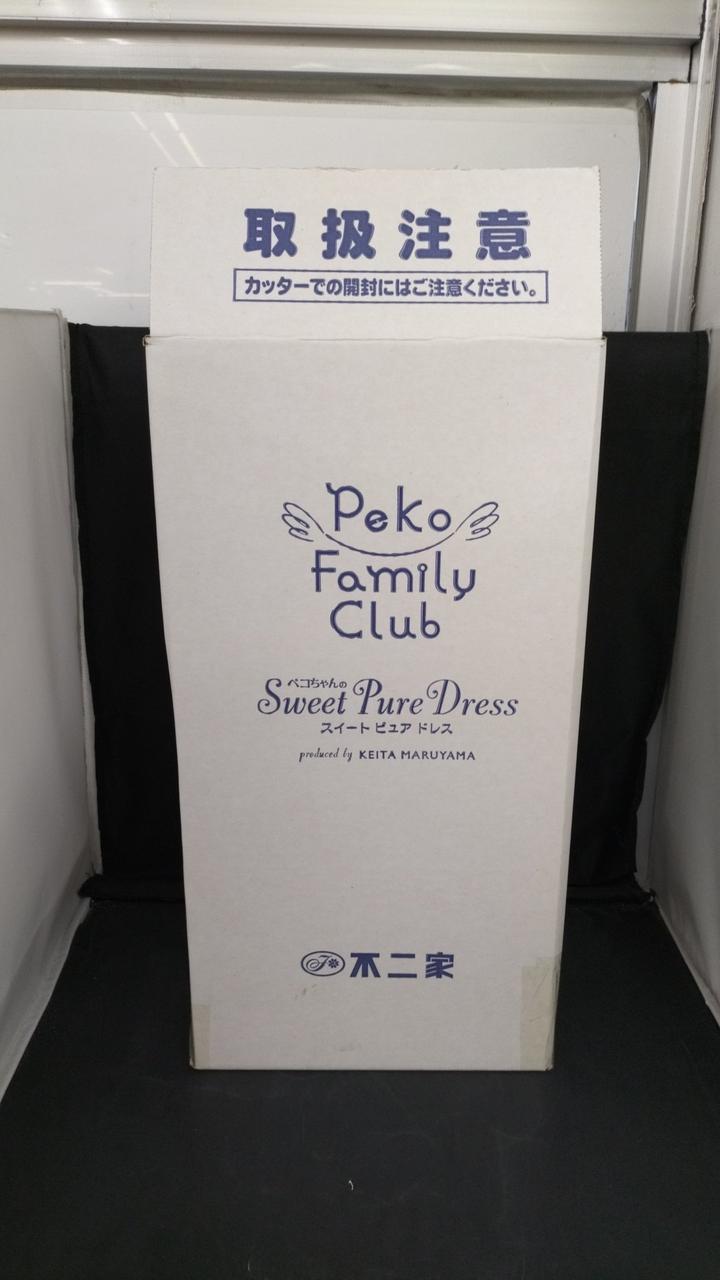 取扱注意
カッターでの開封にはご注意ください。
Peko
Family
Club
ペコちゃんの
Sweet Pure Dress
スイート ピュア ドレス
produced by KEITA MARUYAMA
F 不二家